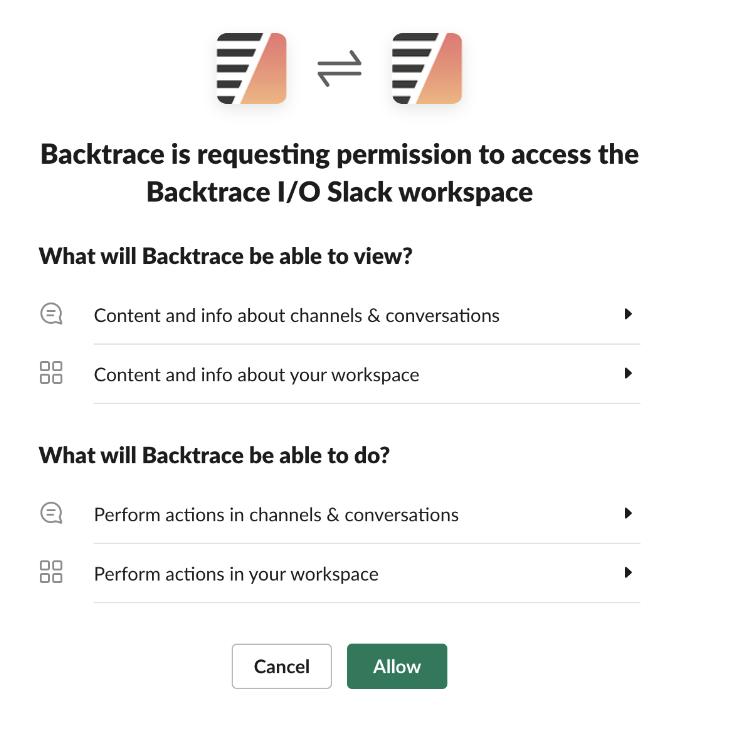 Backtrace is requesting permission to access the
Backtrace I/O Slack workspace
What will Backtrace be able to view?
Content and info about channels & conversations
Content and info about your workspace
What will Backtrace be able to do?
Perform actions in channels & conversations
Perform actions in your workspace
Cancel
Allow